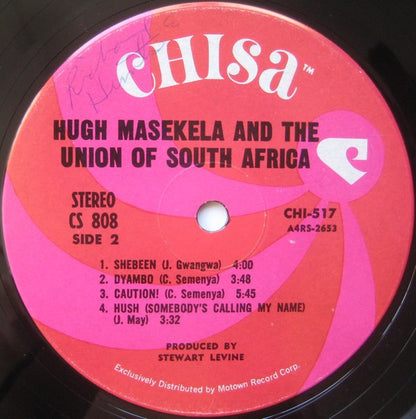 CHISA™
HUGH MASEKELA AND THE
UNION OF SOUTH AFRICA
STEREO
CS 808
SIDE 2
CHI-517
A4RS-2653
1. SHEBEEN (J. Gwangwa) 4:00
2. DYAMBO (C. Semenya) 3:48
3. CAUTION! (C. Semenya) 5:45
4. HUSH (SOMEBODY'S CALLING MY NAME)
(J. May) 3:32
PRODUCED BY
STEWART LEVINE
Exclusively Distributed by Motown Record Corp.